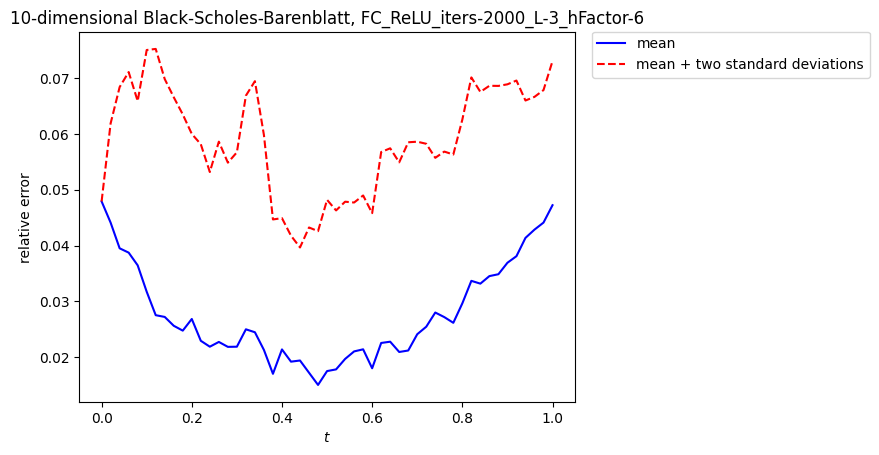 10-dimensional Black-Scholes-Barenblatt, FC_ReLU_iters-2000_L-3_hFactor-6
mean
mean + two standard deviations
relative error
0.07
0.06
0.05
0.04
0.03
0.02
0.0 0.2 0.4 0.6 0.8 1.0
t